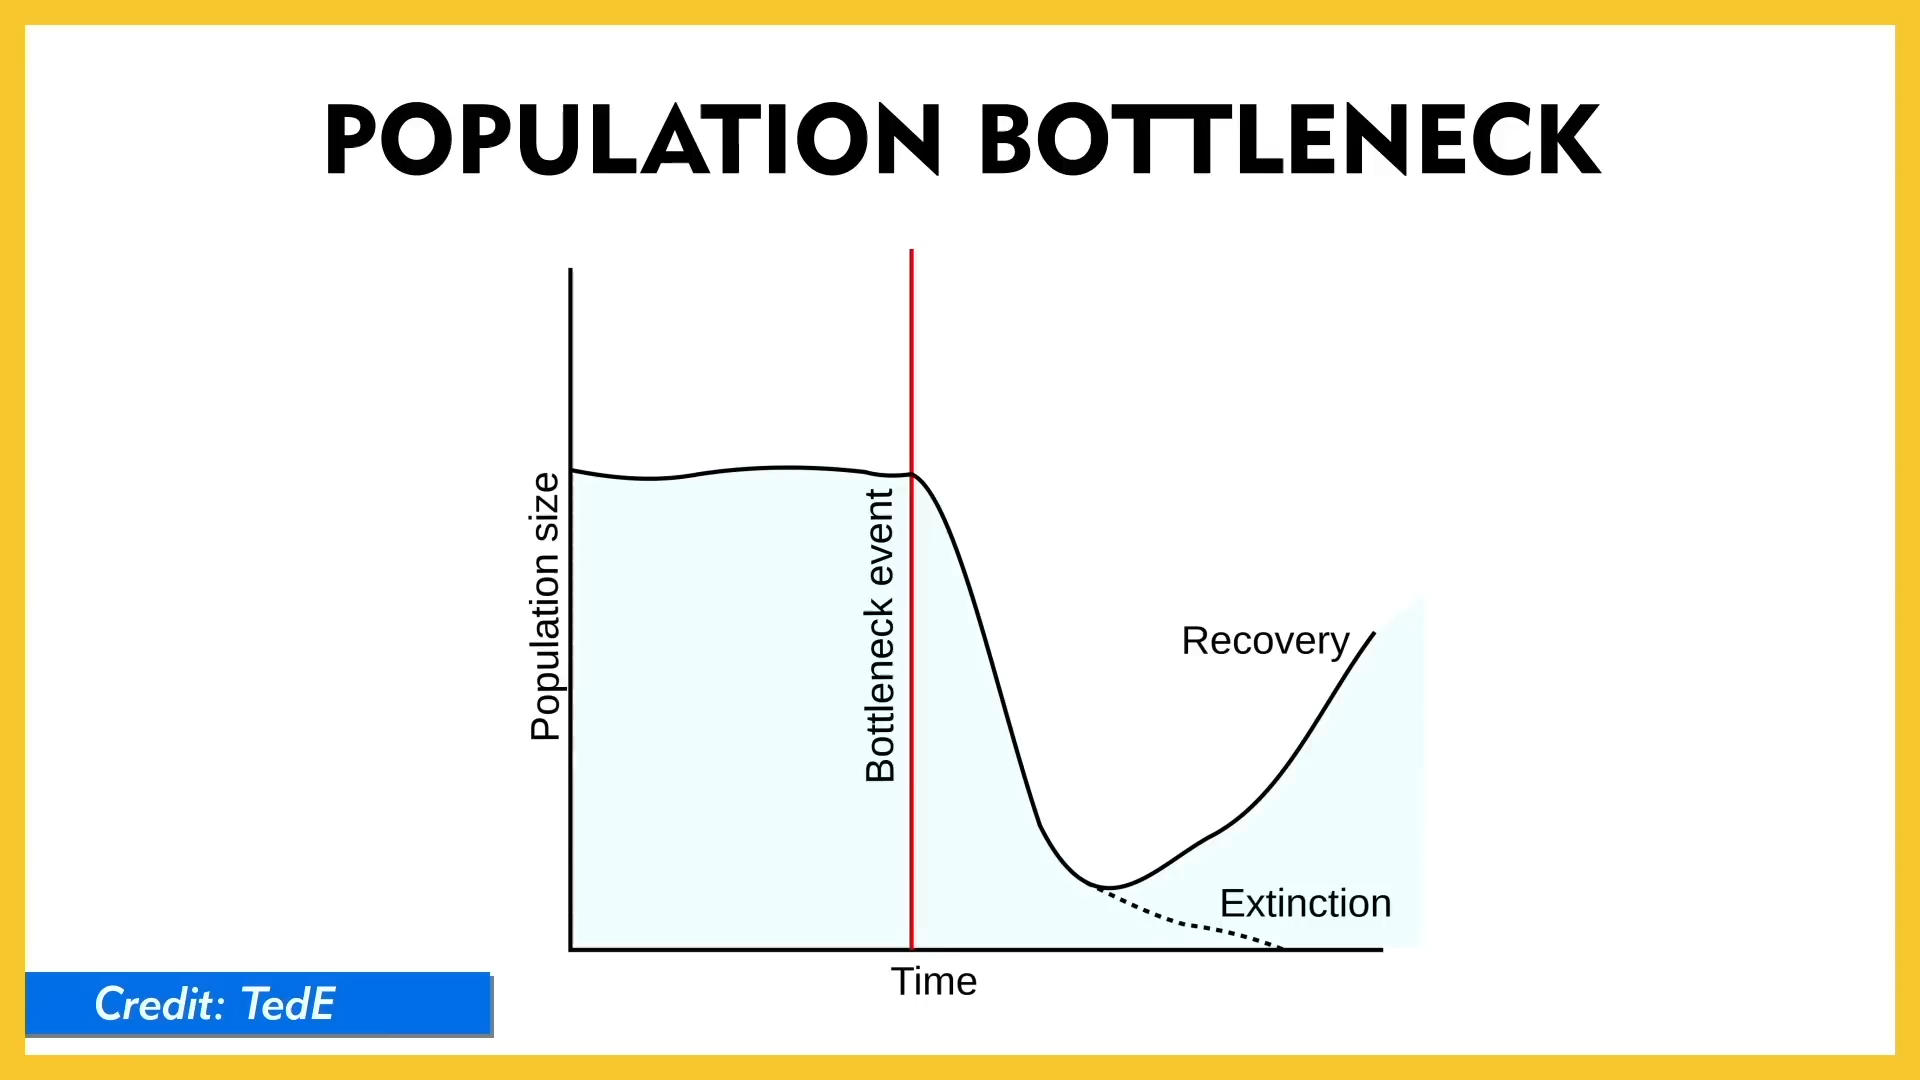 POPULATION BOTTLENECK
Population size
Bottleneck event
Recovery
Extinction
Time
Credit: TedE